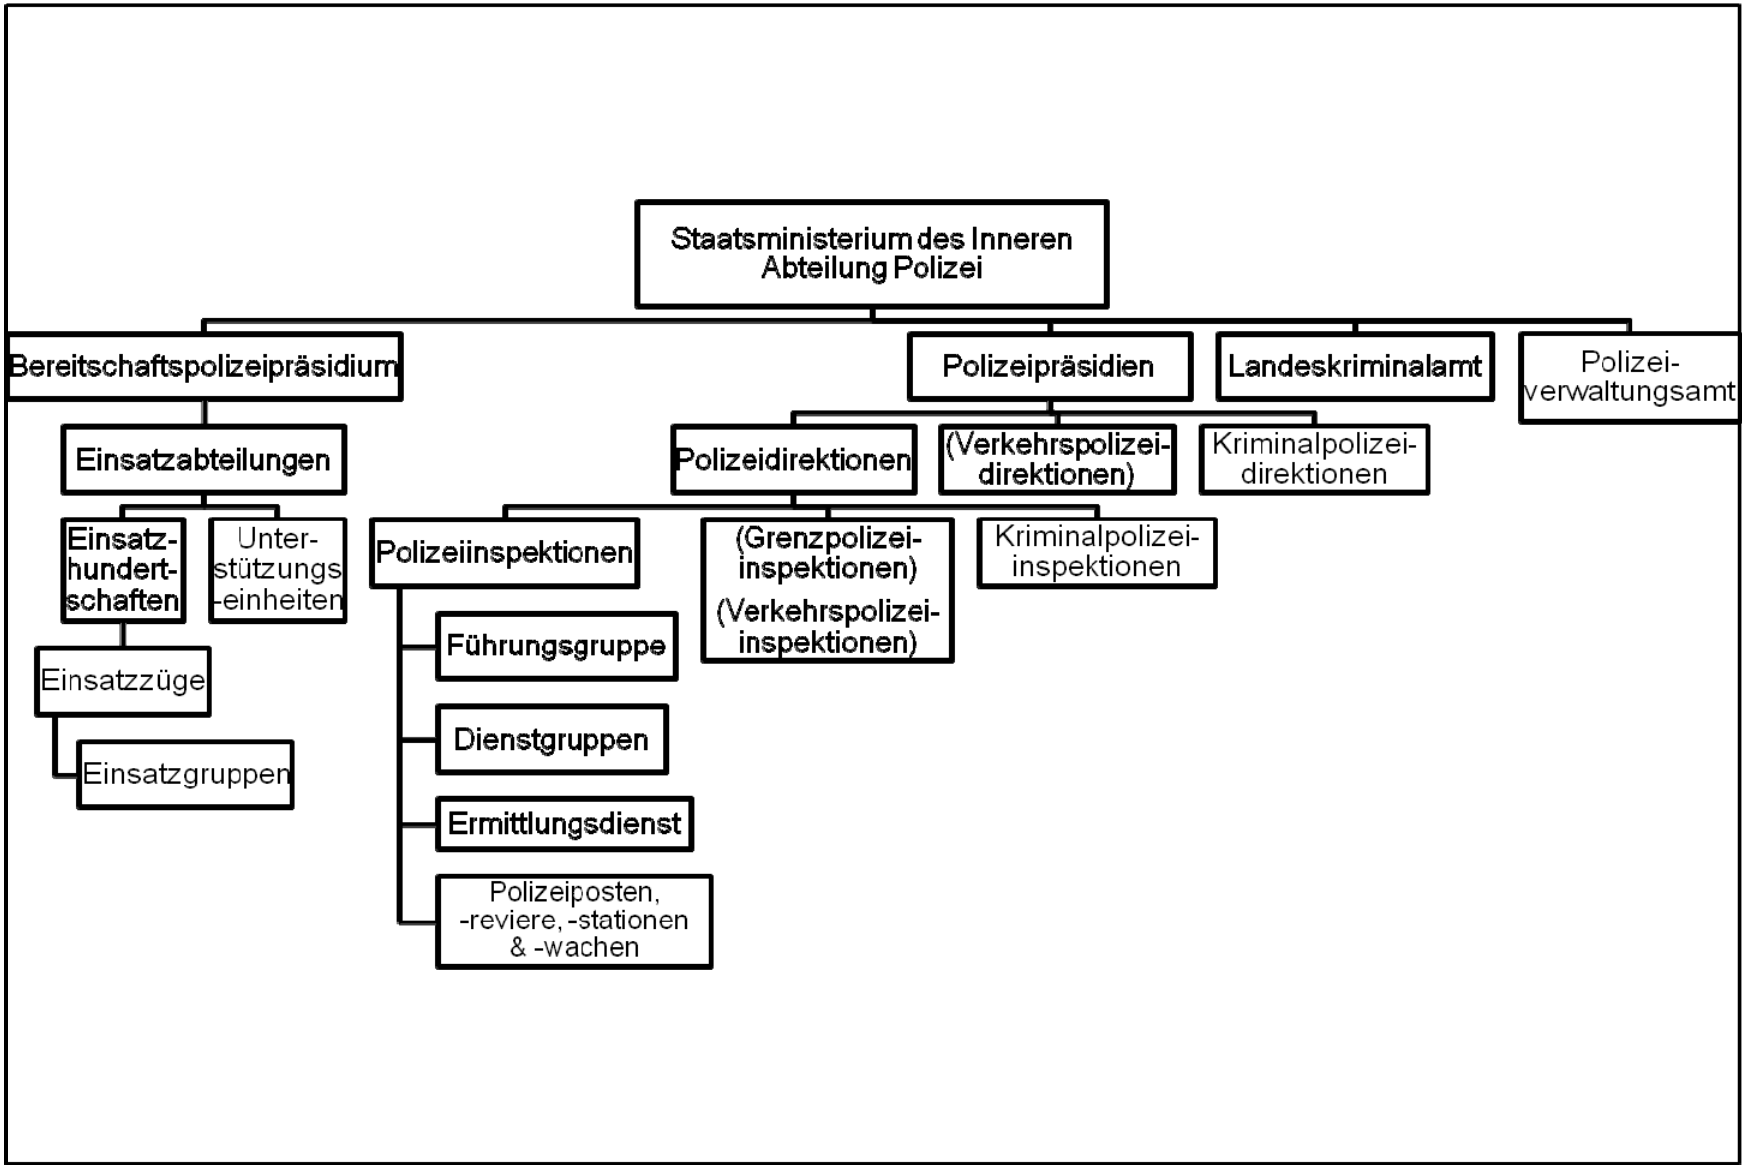 Staatsministerium des Inneren
Abteilung Polizei
Bereitschaftspolizeipräsidium
Polizeipräsidien
Landeskriminalamt
Polizei-
verwaltungsamt
Einsatzabteilungen
Polizeidirektionen
(Verkehrspolizei-
direktionen)
Kriminalpolizei-
direktionen
Einsatz-
hundert-
schaften
Unter-
stützungs
-einheiten
Polizeiinspektionen
(Grenzpolizei-
inspektionen)
(Verkehrspolizei-
inspektionen)
Kriminalpolizei-
inspektionen
Einsatzzüge
Einsatzgruppen
Führungsgruppe
Dienstgruppen
Ermittlungsdienst
Polizeiposten,
-reviere, -stationen
& -wachen